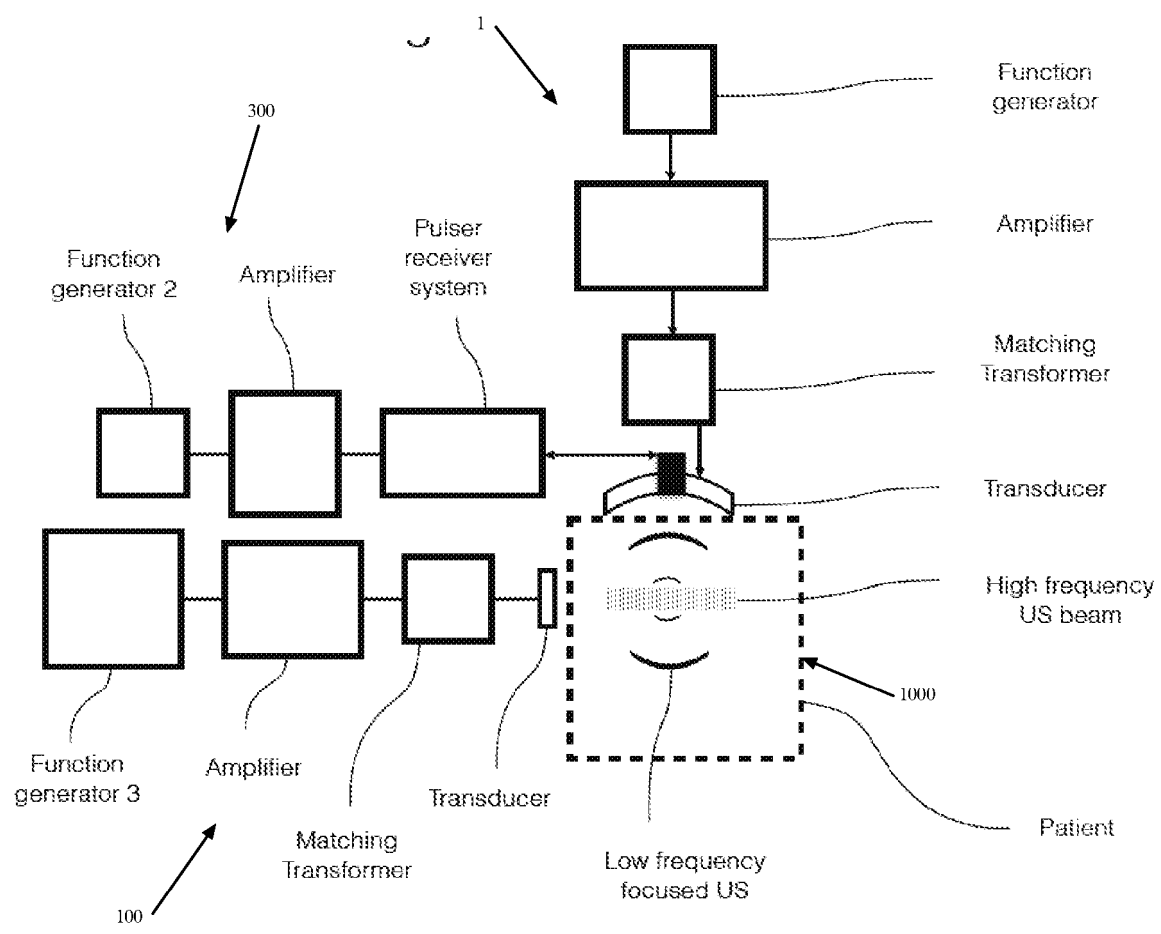 1
Function
generator
300
Amplifier
Pulser
receiver
system
Function
generator 2
Amplifier
Matching
Transformer
Transducer
High frequency
US beam
1000
Function
generator 3
Amplifier
Transducer
Matching
Transformer
Low frequency
focused US
Patient
100